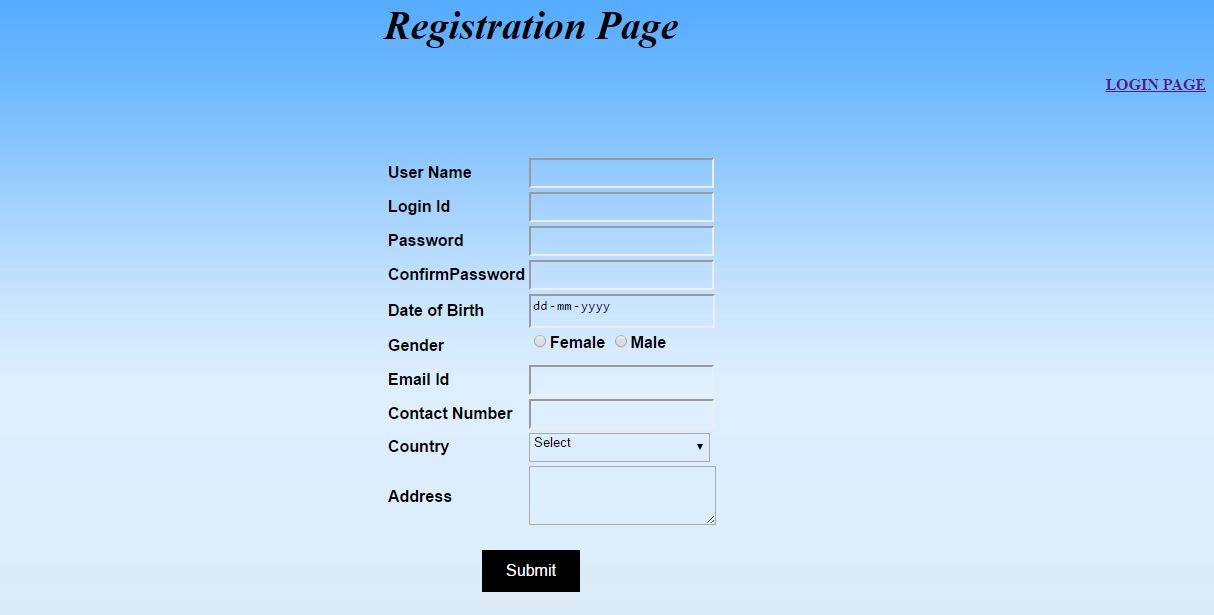 Registration Page
LOGIN PAGE
User Name
Login Id
Password
ConfirmPassword
Date of Birth dd-mm-yyyy
Gender Female Male
Email Id
Contact Number
Country Select
Address
Submit